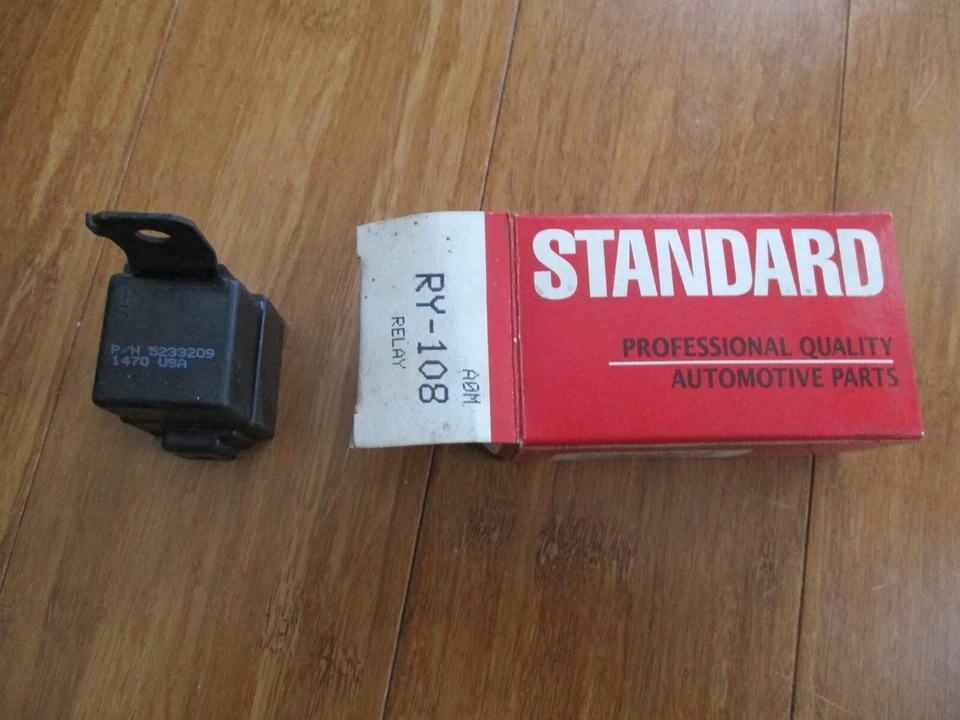 P/N 5233209
1470 USA
RY-108
RELAY
A0M
STANDARD
PROFESSIONAL QUALITY
AUTOMOTIVE PARTS